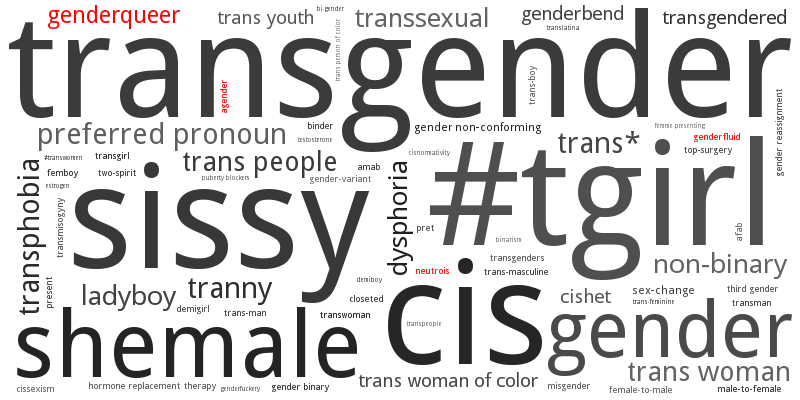 genderqueer
trans youth
bi-gender
transsexual
genderbend
transgendered
transgender
translatina
trans person of color
agender
trans-boy
binder
testosterone
preferred pronoun
gender non-conforming
femme presenting
genderfluid
gender reassignment
trans*
top-surgery
#transwomen
transgirl
trans people
amab
cisnormativity
femboy
two-spirit
puberty blockers
gender-variant
estrogen
transphobia
transmisogyny
sissy
dysphoria
#tgirl
pret
binarism
afab
present
neutrois
transgenders
trans-masculine
non-binary
demiboy
ladyboy
tranny
closeted
demigirl
trans-man
transwoman
cis
transpeople
cishet
sex-change
third gender
trans-feminine
transman
shemale
gender
trans woman
cissexism
hormone replacement therapy
genderfuckery
gender binary
trans woman of color
misgender
female-to-male
male-to-female